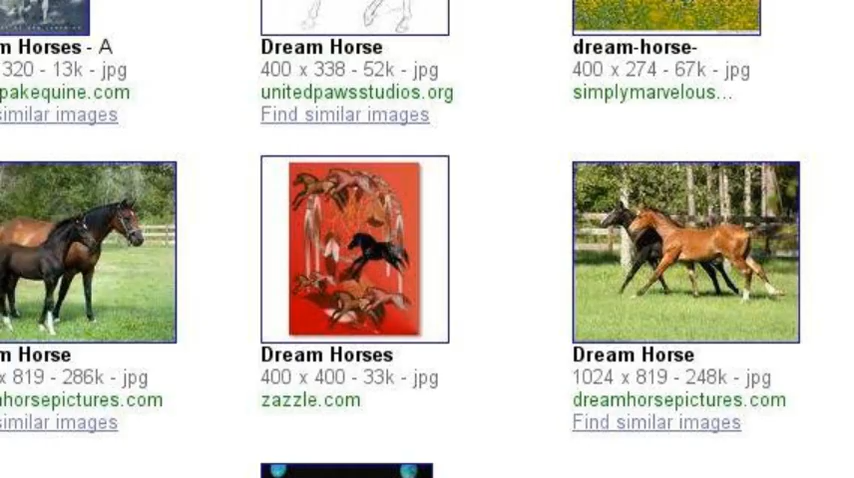 m Horses - A
320 - 13k - jpg
pakequine.com
similar images
Dream Horse
400 x 338 - 52k - jpg
unitedpawsstudios.org
Find similar images
dream-horse-
400 x 274 - 67k - jpg
simplymarvelous...
m Horse
x 819 - 286k - jpg
horsepictures.com
similar images
Dream Horses
400 x 400 - 33k - jpg
zazzle.com
Dream Horse
1024 x 819 - 248k - jpg
dreamhorsepictures.com
Find similar images